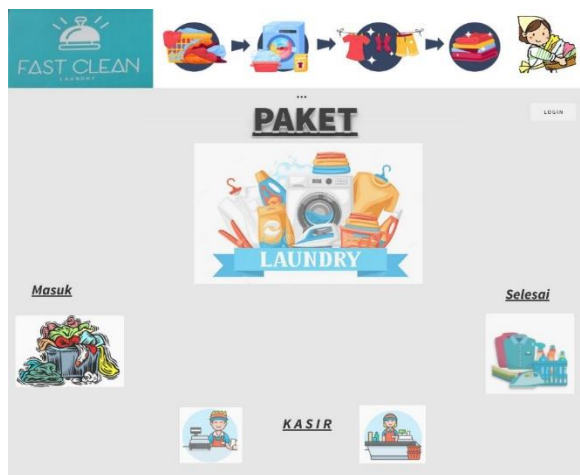 FAST CLEAN
LAUNDRY
...
PAKET
LOGIN
LAUNDRY
Masuk
Selesai
KASIR